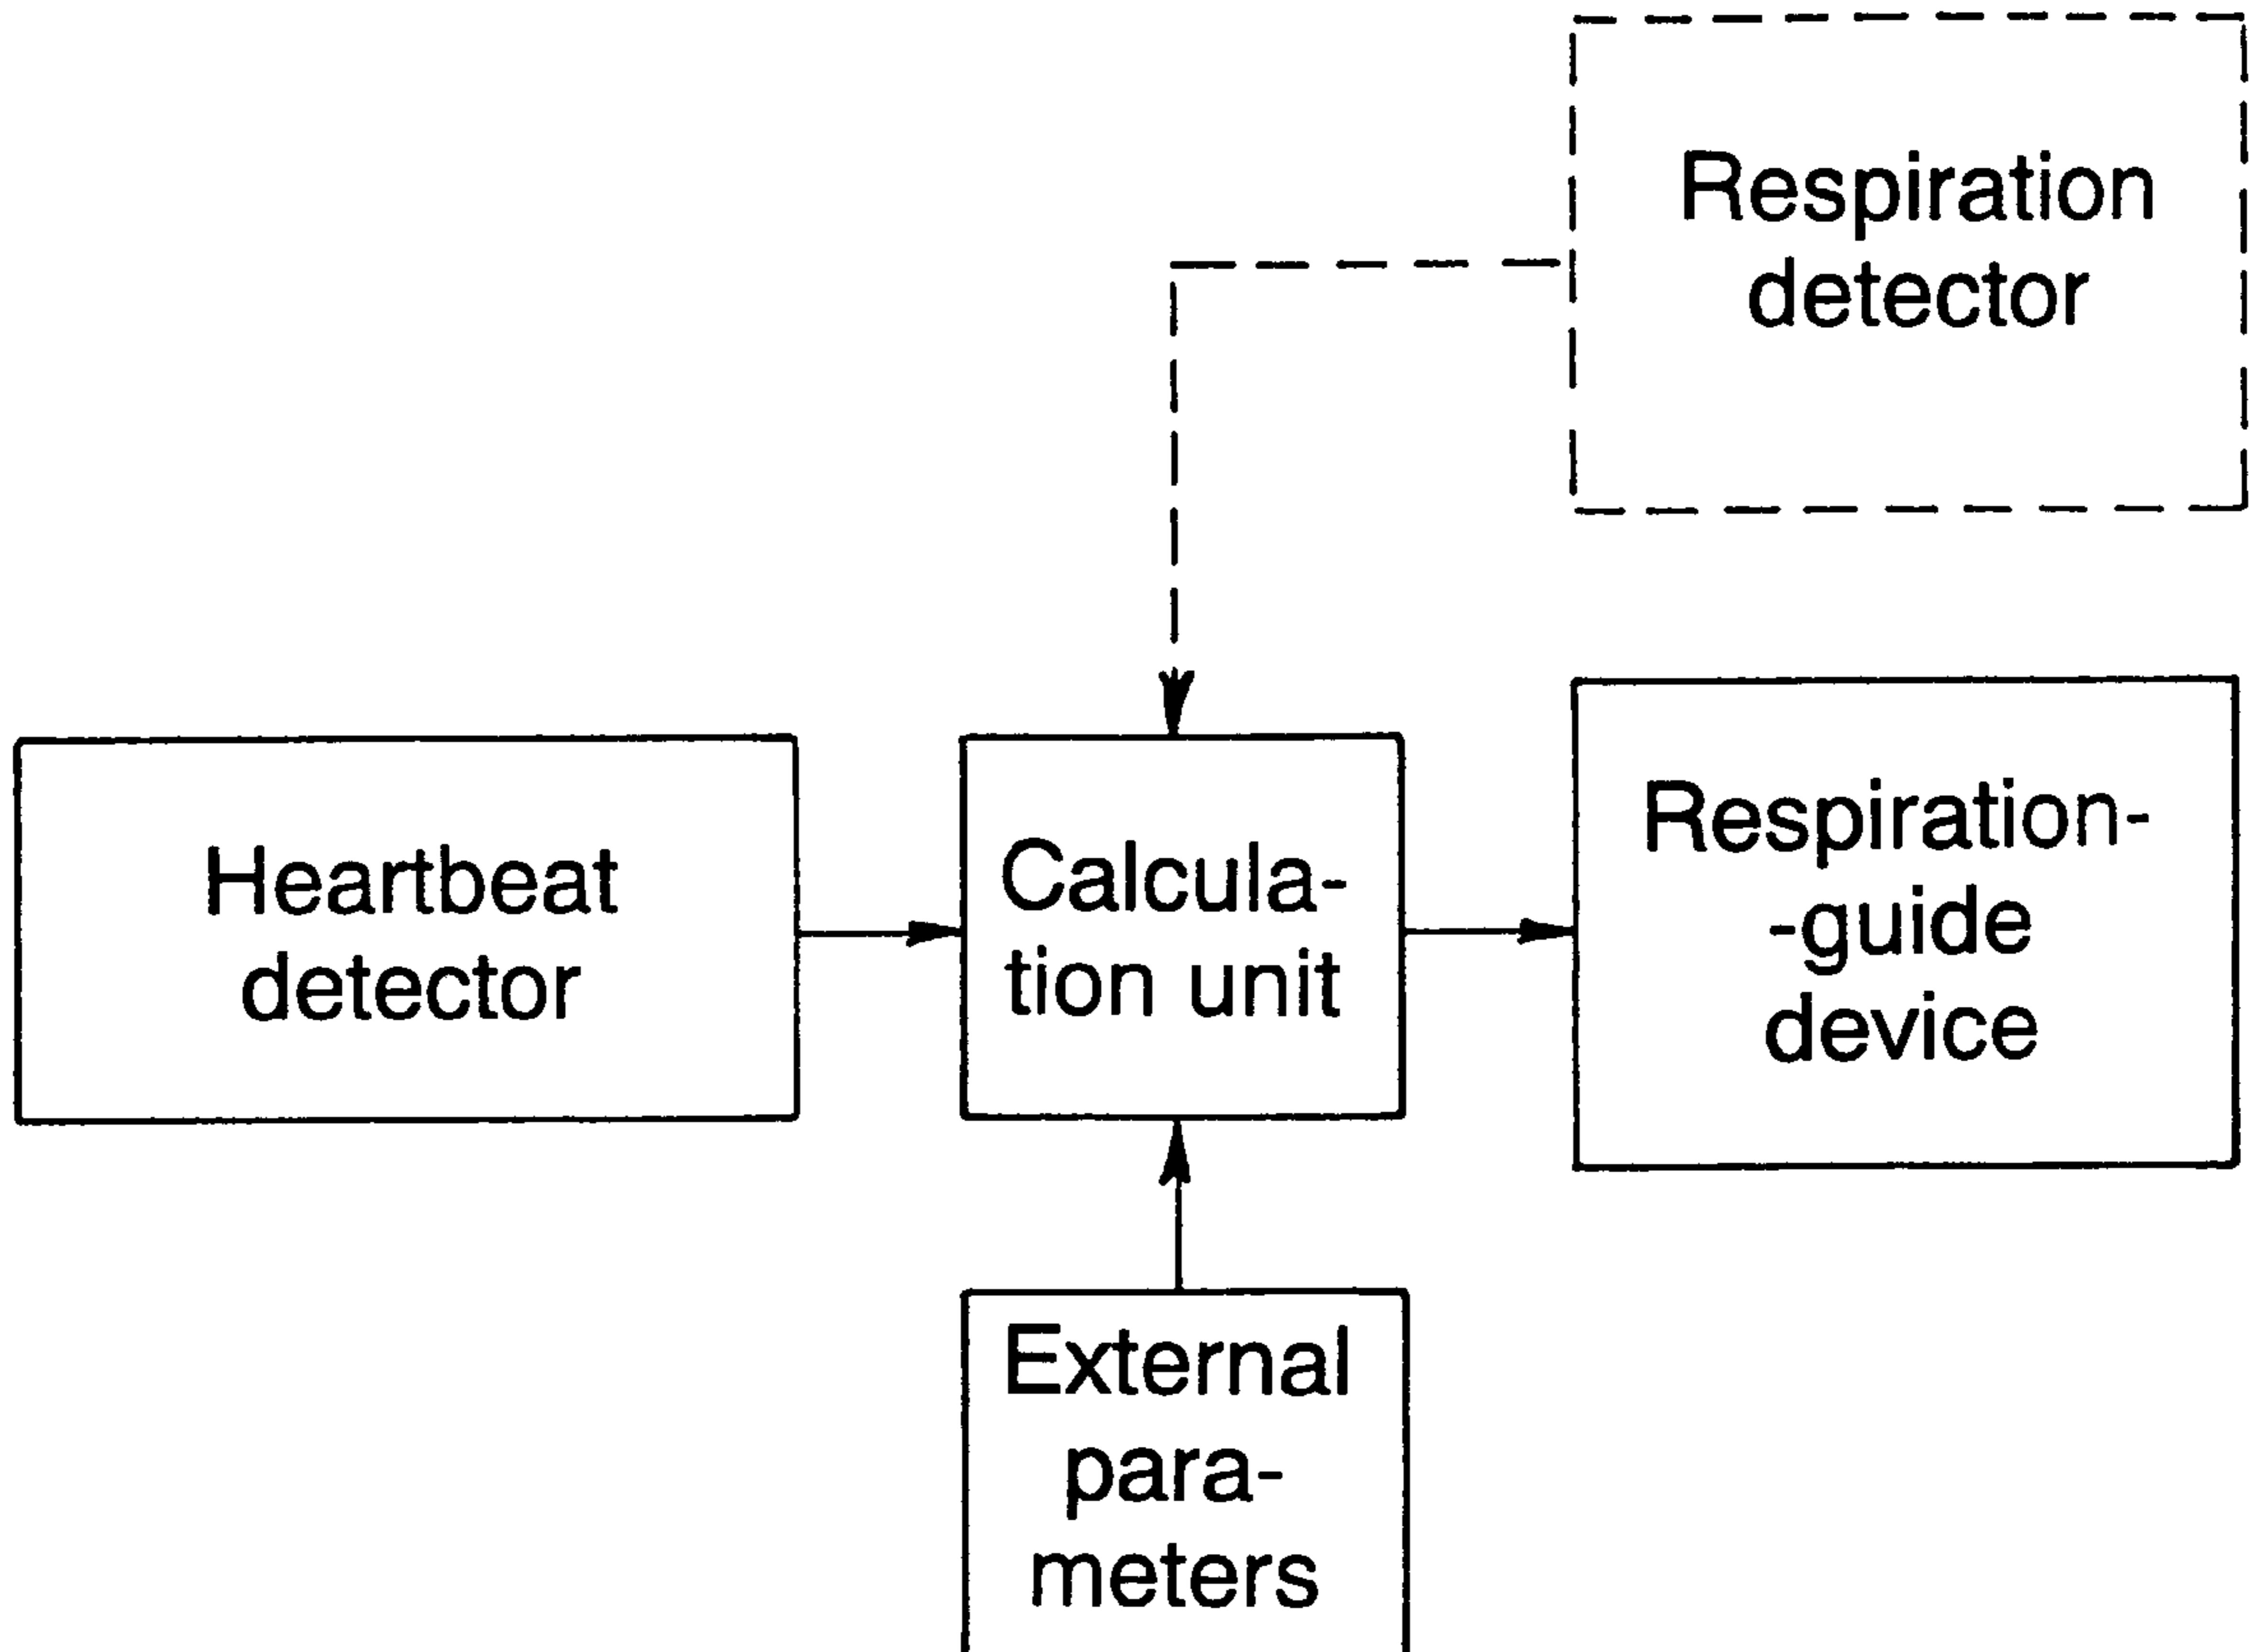 Respiration
detector
Heartbeat
detector
Calcula-
tion unit
Respiration-
-guide
device
External
para-
meters